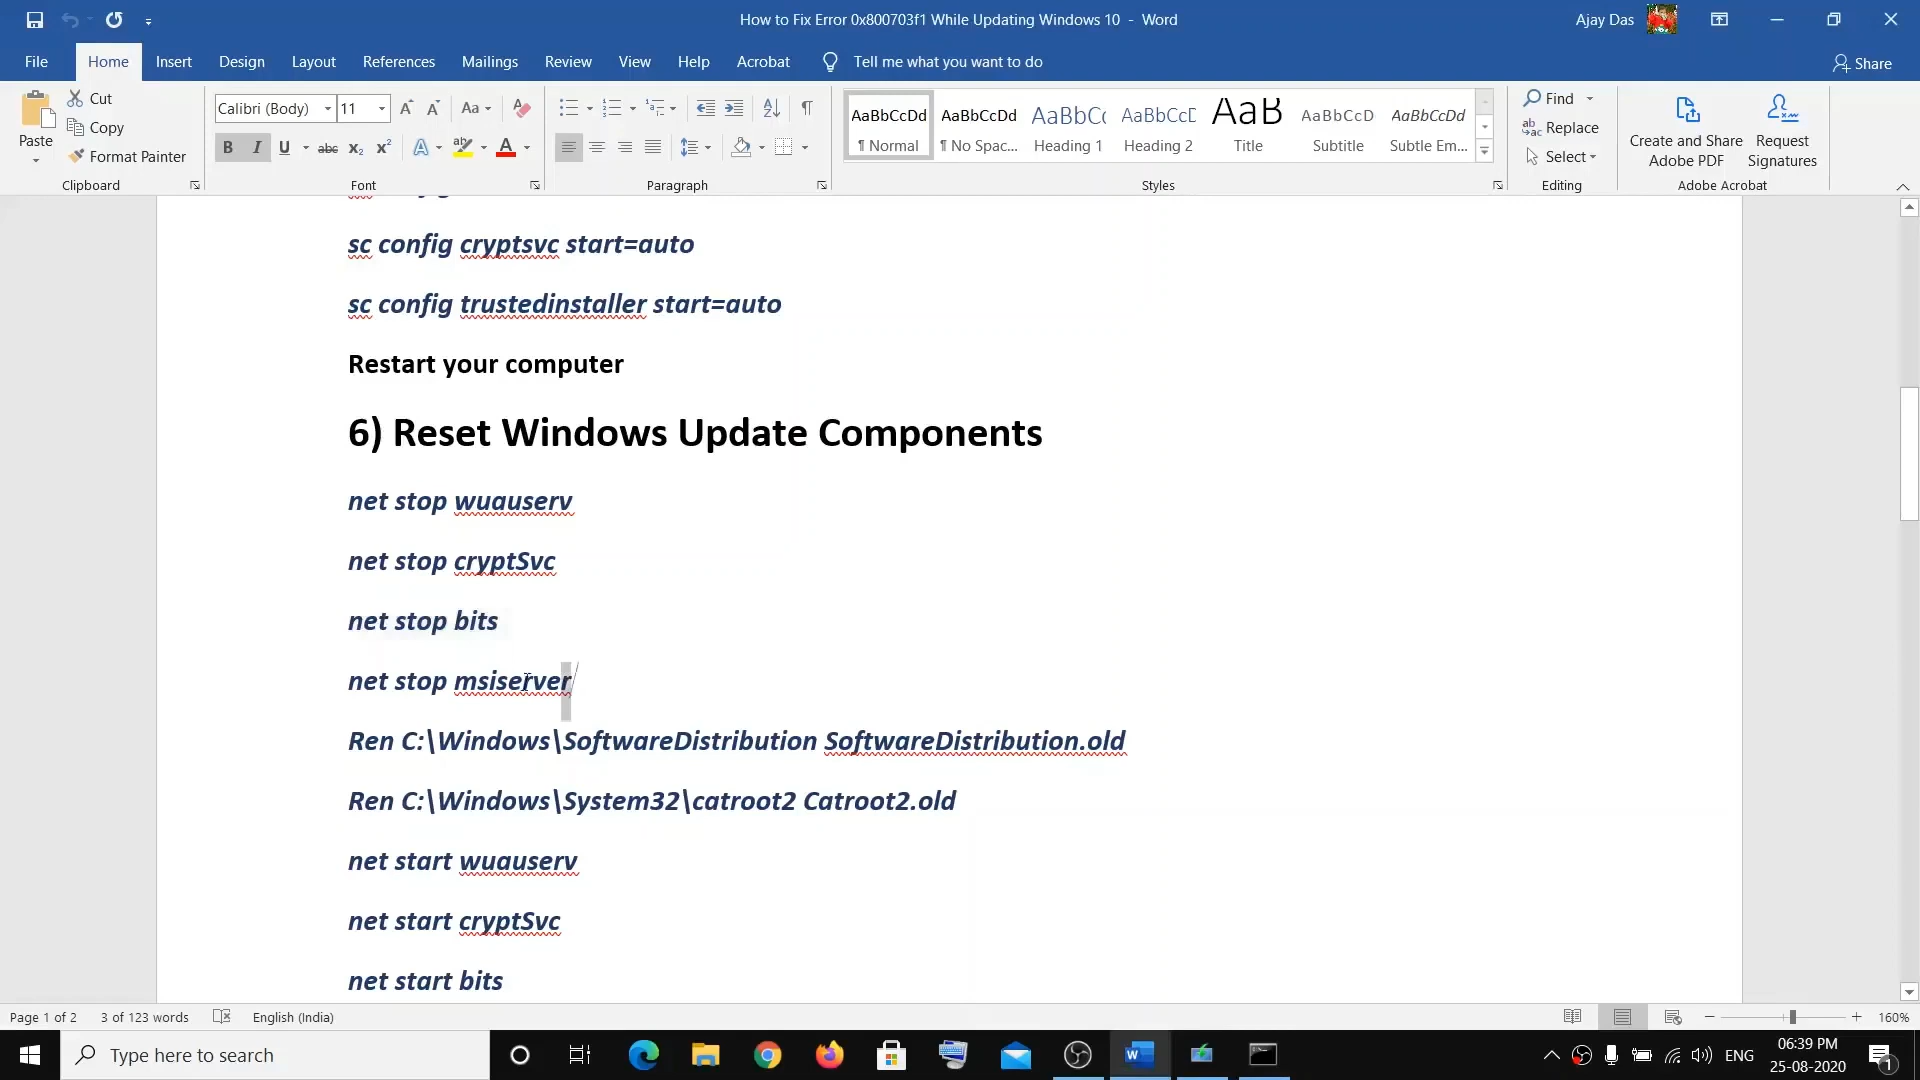 How to Fix Error 0x800703f1 While Updating Windows 10 - Word
Ajay Das
File Home Insert Design Layout References Mailings Review View Help Acrobat Tell me what you want to do
Share
Paste
Cut
Copy
Format Painter
Clipboard
Calibri (Body) 11
Font
Paragraph
AaBbCcDd AaBbCcDd AaBbCc AaBbCcD AaB AaBbCcD AaBbCcDd
¶ Normal ¶ No Spac... Heading 1 Heading 2 Title Subtitle Subtle Em...
Styles
Find
Replace
Select
Editing
Create and Share Adobe PDF
Request Signatures
Adobe Acrobat
sc config cryptsvc start=auto
sc config trustedinstaller start=auto
Restart your computer
6) Reset Windows Update Components
net stop wuauserv
net stop cryptSvc
net stop bits
net stop msiserver
Ren C:\Windows\SoftwareDistribution SoftwareDistribution.old
Ren C:\Windows\System32\catroot2 Catroot2.old
net start wuauserv
net start cryptSvc
net start bits
Page 1 of 2 3 of 123 words English (India)
160%
Type here to search
ENG
06:39 PM
25-08-2020
1